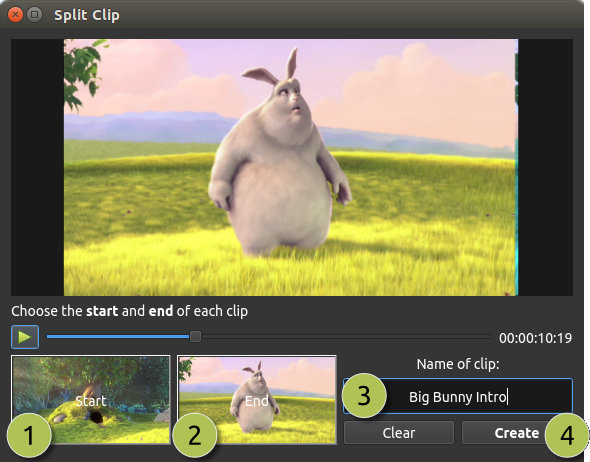 Split Clip
Choose the start and end of each clip
00:00:10:19
Start
End
Name of clip:
Big Bunny Intro
Clear
Create
1
2
3
4